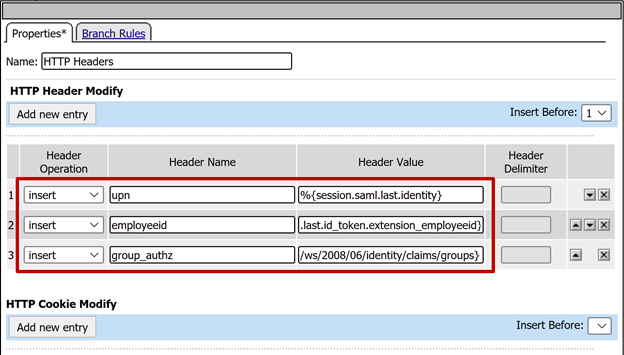 Properties* Branch Rules
Name: HTTP Headers
HTTP Header Modify
Add new entry Insert Before: 1
Header Operation Header Name Header Value Header Delimiter
1 insert upn %{session.saml.last.identity}
2 insert employeeid .last.id_token.extension_employeeid}
3 insert group_authz /ws/2008/06/identity/claims/groups}
HTTP Cookie Modify
Add new entry Insert Before: